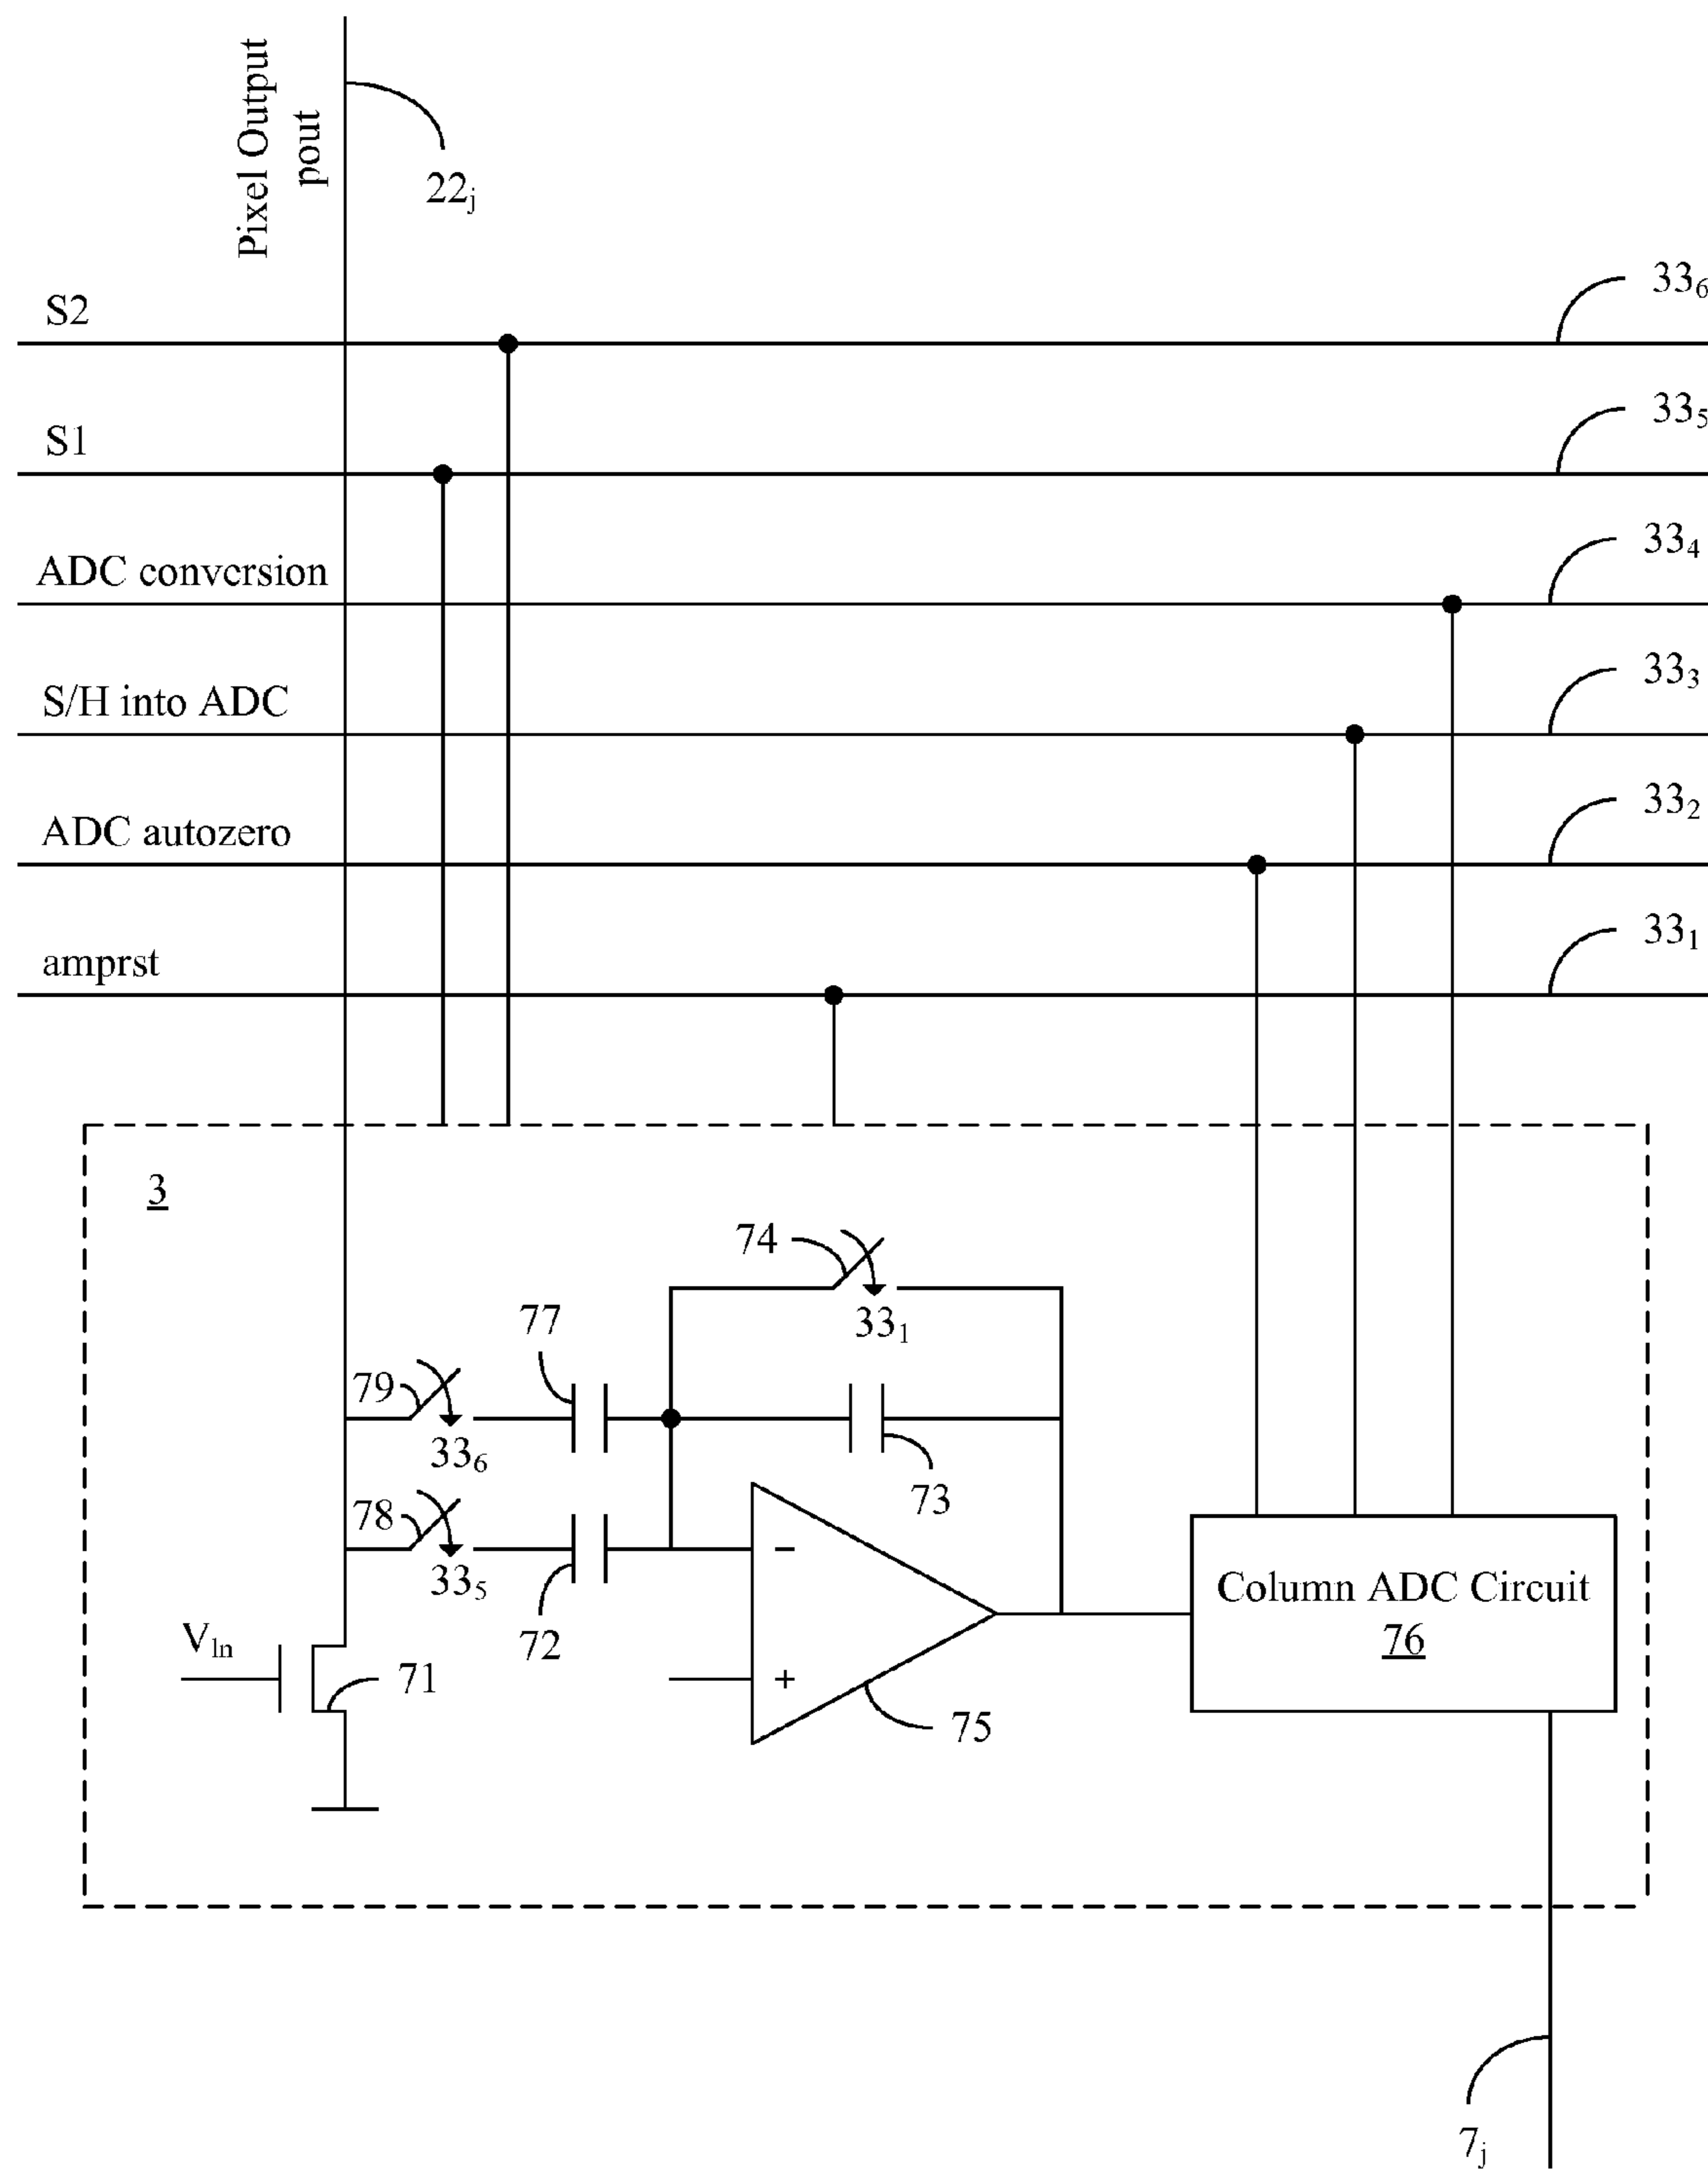 Pixel Output
pout
22j
S2
336
S1
335
ADC conversion
334
S/H into ADC
333
ADC autozero
332
amprst
331
3
74
331
77
79
336
73
78
335
72
Vln
71
−
+
75
Column ADC Circuit
76
7j